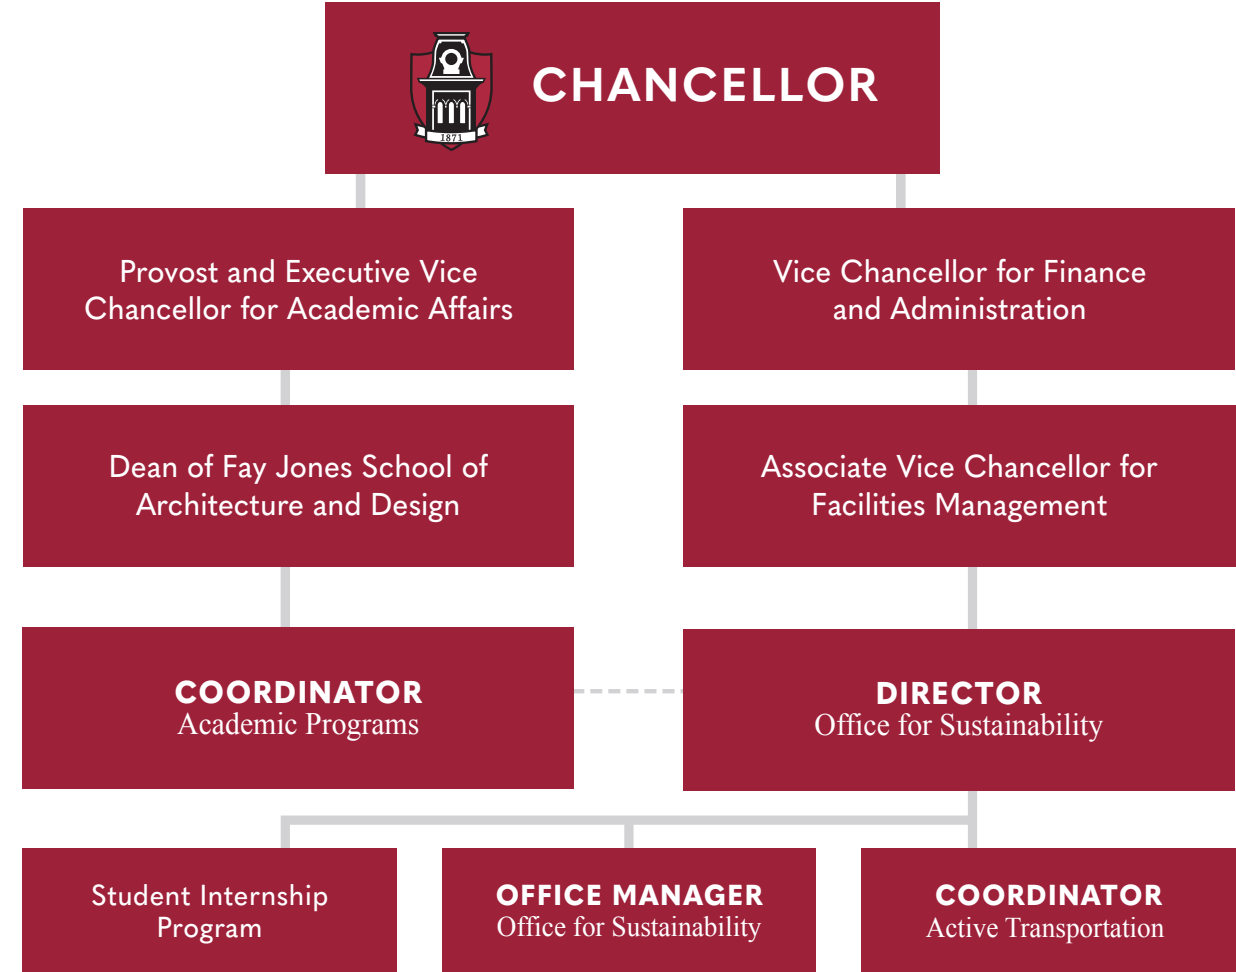 CHANCELLOR
1871
Provost and Executive Vice
Chancellor for Academic Affairs
Vice Chancellor for Finance
and Administration
Dean of Fay Jones School of
Architecture and Design
Associate Vice Chancellor for
Facilities Management
COORDINATOR
Academic Programs
DIRECTOR
Office for Sustainability
Student Internship
Program
OFFICE MANAGER
Office for Sustainability
COORDINATOR
Active Transportation